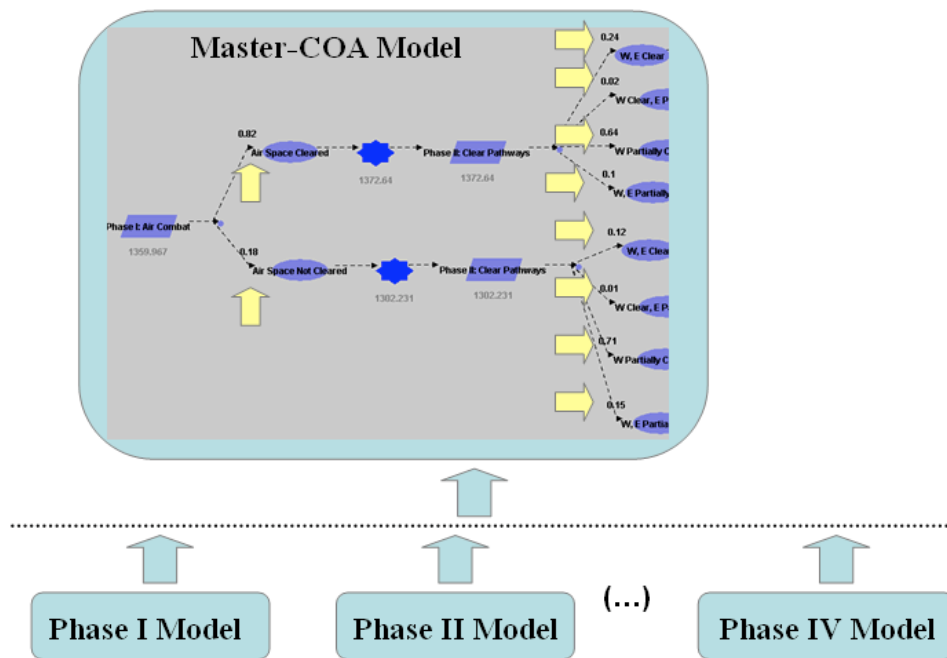 Master-COA Model
0.24
W, E Clear
0.02
W Clear, E P
0.82
0.64
Air Space Cleared
Phase II: Clear Pathways
W Partially C
1372.64
1372.64
0.1
W, E Partially
Phase I: Air Combat
1359.967
0.12
W, E Clea
0.18
Air Space Not Cleared
Phase II: Clear Pathways
1302.231
1302.231
0.01
W Clear, E Pa
0.71
W Partially C
0.15
W, E Partia
Phase I Model
Phase II Model
(...)
Phase IV Model